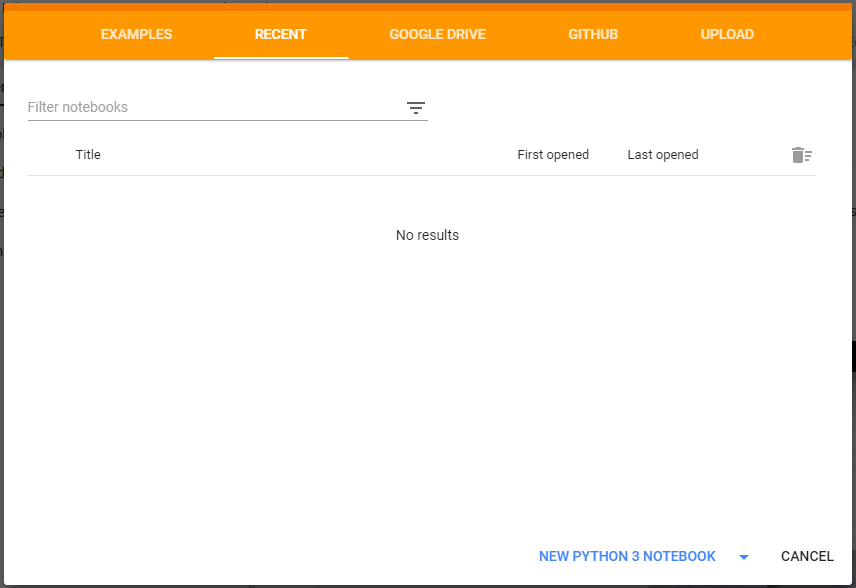 EXAMPLES RECENT GOOGLE DRIVE GITHUB UPLOAD
Filter notebooks
Title First opened Last opened
No results
NEW PYTHON 3 NOTEBOOK CANCEL